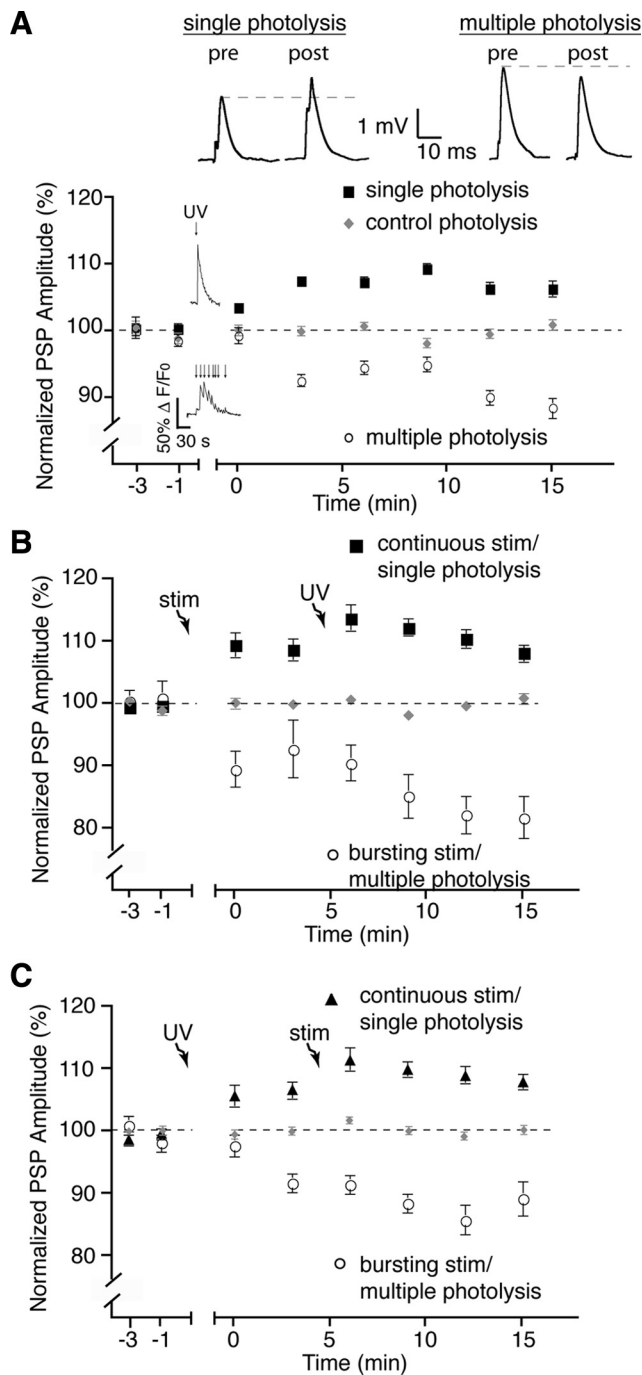 A
single photolysis
multiple photolysis
pre
post
pre
post
1 mV
10 ms
Normalized PSP Amplitude (%)
120
110
100
90
single photolysis
control photolysis
UV
50% Δ F/F0
30 s
multiple photolysis
-3
-1
0
5
10
15
Time (min)
B
continuous stim/
single photolysis
Normalized PSP Amplitude (%)
120
110
100
90
80
stim
UV
bursting stim/
multiple photolysis
-3
-1
0
5
10
15
Time (min)
C
continuous stim/
single photolysis
Normalized PSP Amplitude (%)
120
110
100
90
80
UV
stim
bursting stim/
multiple photolysis
-3
-1
0
5
10
15
Time (min)